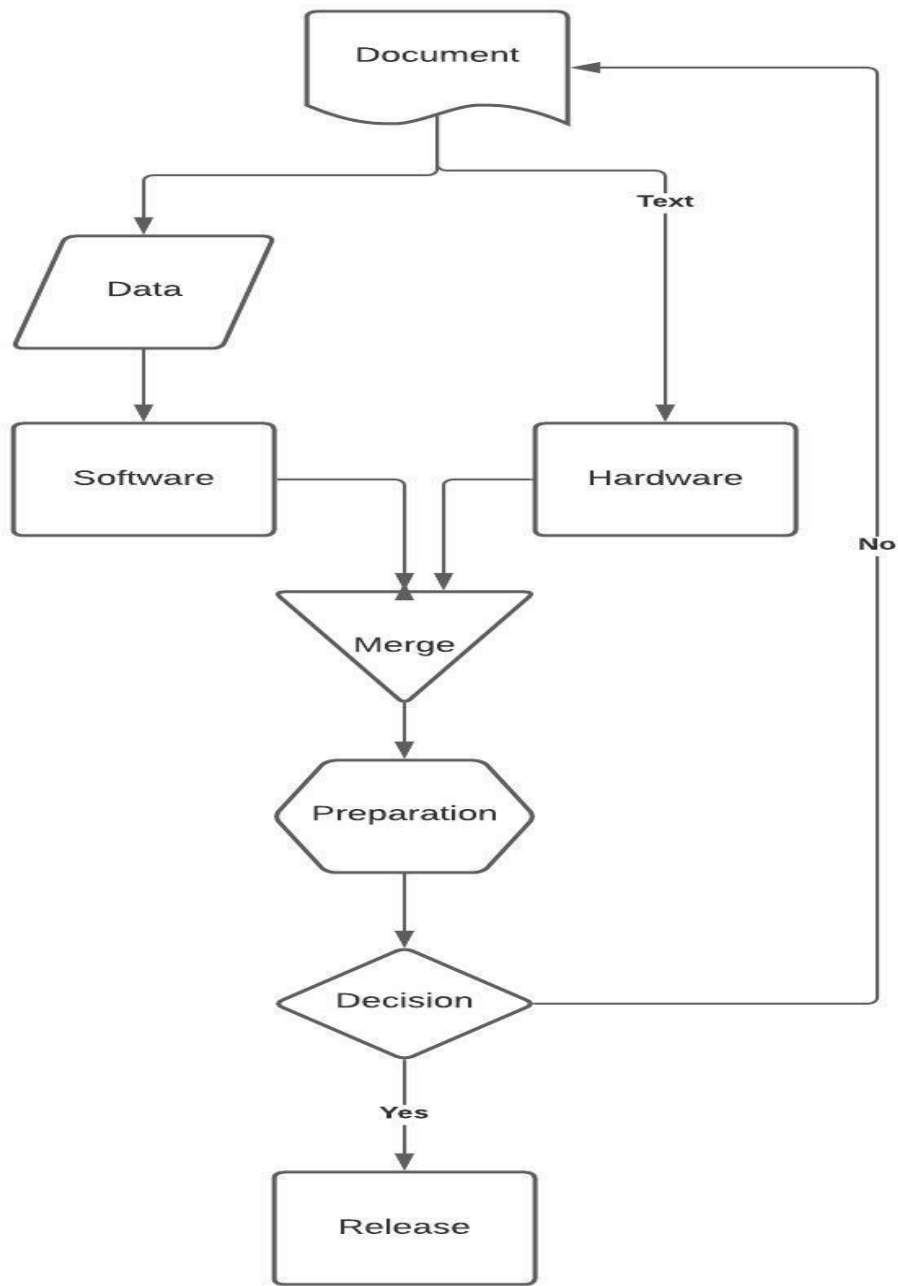 Document
Text
Data
Software
Hardware
No
Merge
Preparation
Decision
Yes
Release